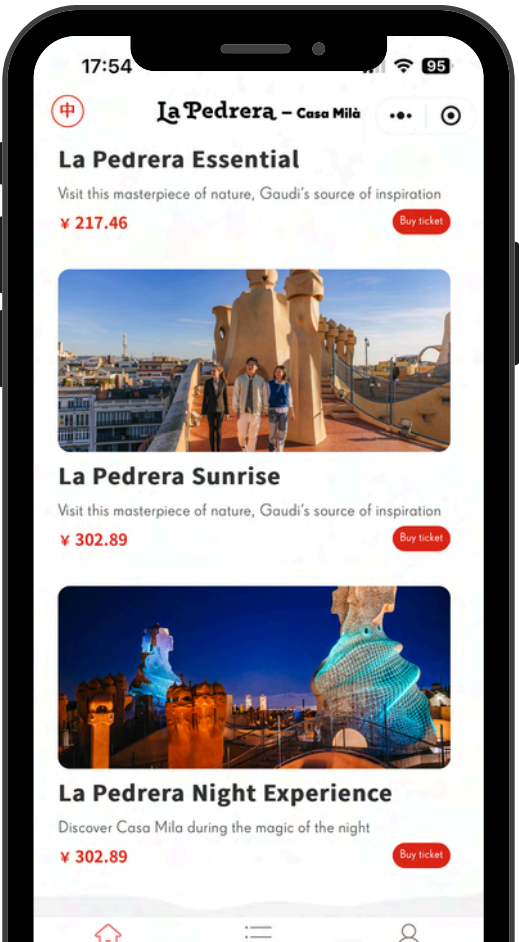 17:54
95
中
La Pedrera – Casa Milà
La Pedrera Essential
Visit this masterpiece of nature, Gaudi's source of inspiration
¥ 217.46
Buy ticket
La Pedrera Sunrise
Visit this masterpiece of nature, Gaudi's source of inspiration
¥ 302.89
Buy ticket
La Pedrera Night Experience
Discover Casa Mila during the magic of the night
¥ 302.89
Buy ticket